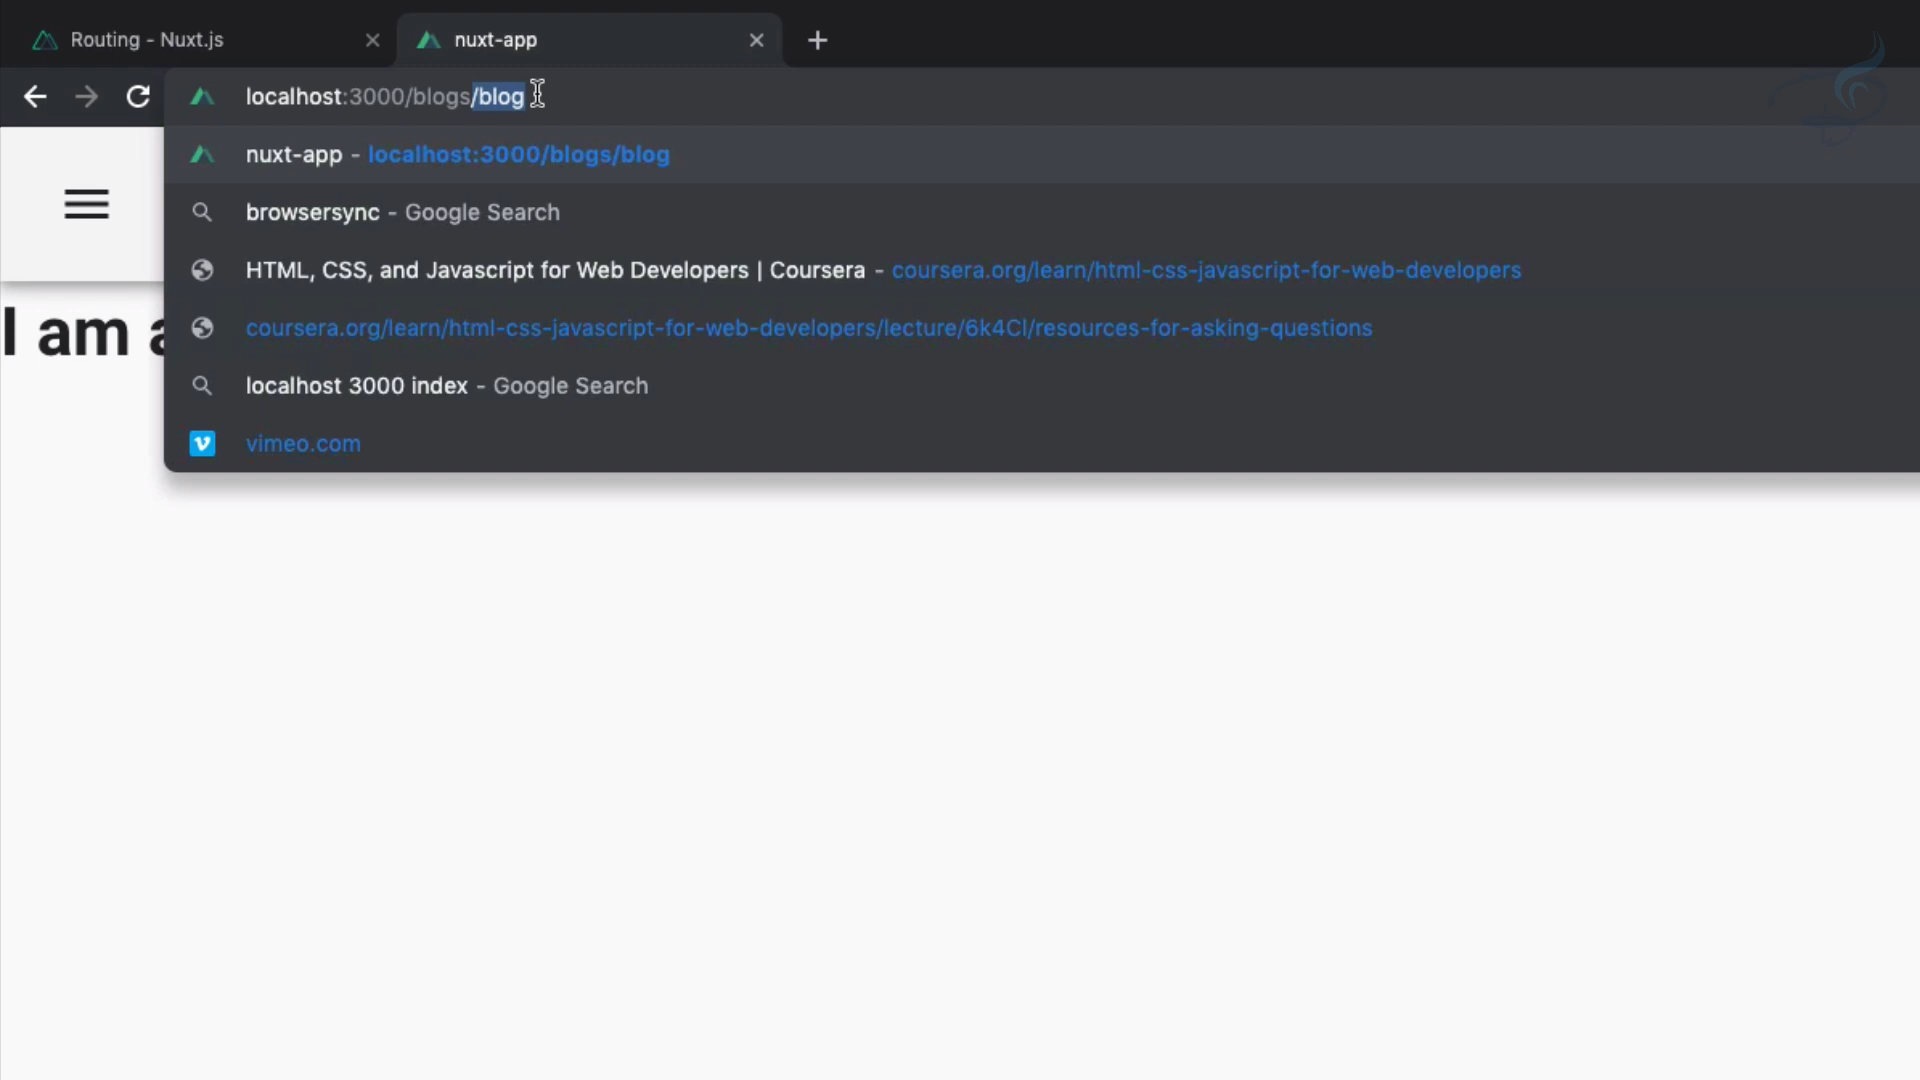 Routing - Nuxt.js
nuxt-app
localhost:3000/blogs/blog
nuxt-app - localhost:3000/blogs/blog
browsersync - Google Search
HTML, CSS, and Javascript for Web Developers | Coursera - coursera.org/learn/html-css-javascript-for-web-developers
coursera.org/learn/html-css-javascript-for-web-developers/lecture/6k4Cl/resources-for-asking-questions
I am
localhost 3000 index - Google Search
vimeo.com